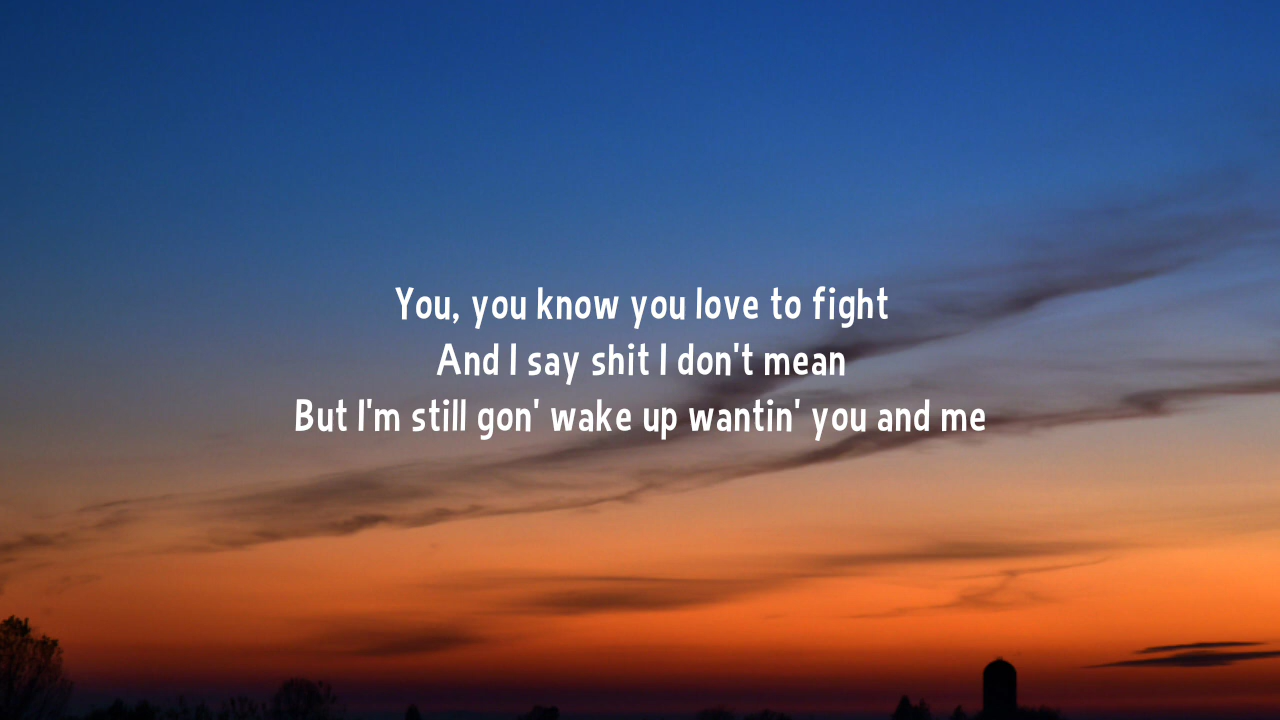 You, you know you love to fight
And I say shit I don't mean
But I'm still gon' wake up wantin' you and me